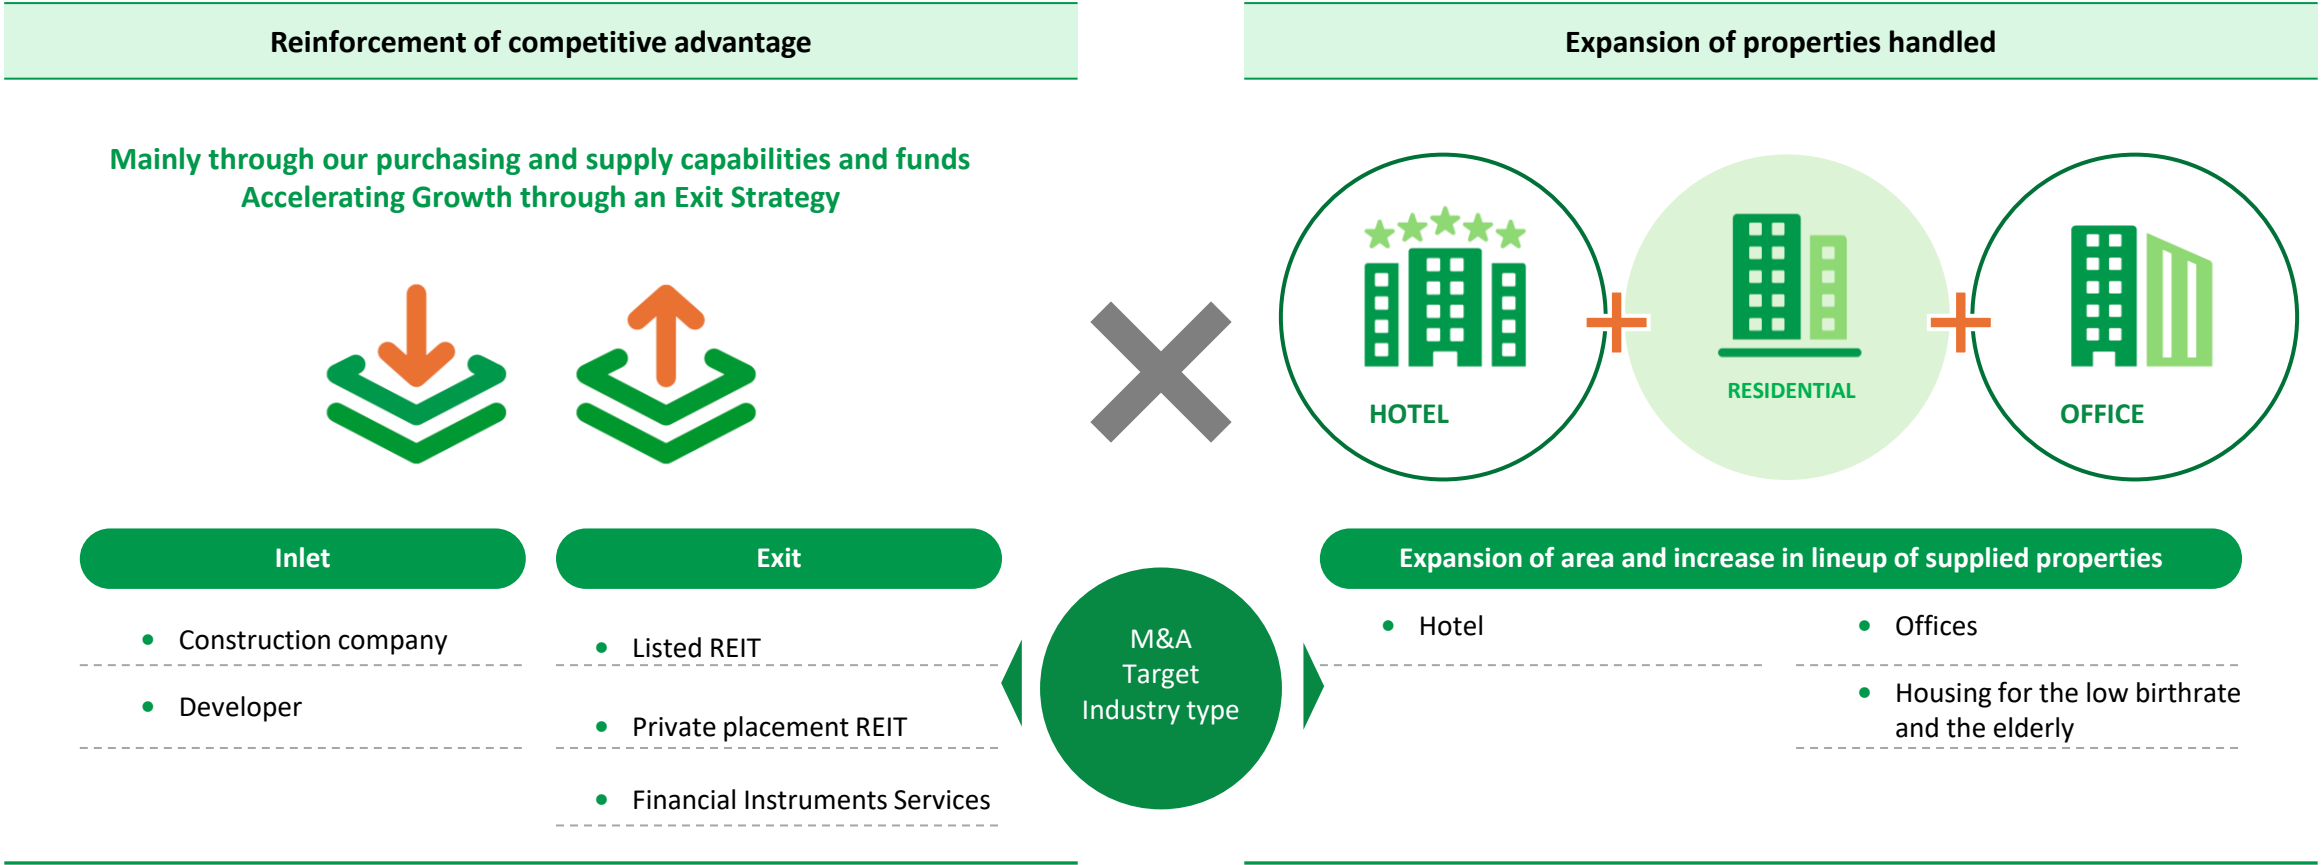 Reinforcement of competitive advantage
Mainly through our purchasing and supply capabilities and funds
Accelerating Growth through an Exit Strategy
Inlet
• Construction company
• Developer
Exit
• Listed REIT
• Private placement REIT
• Financial Instruments Services
M&A
Target
Industry type
Expansion of properties handled
HOTEL
RESIDENTIAL
OFFICE
Expansion of area and increase in lineup of supplied properties
• Hotel
• Offices
• Housing for the low birthrate
and the elderly